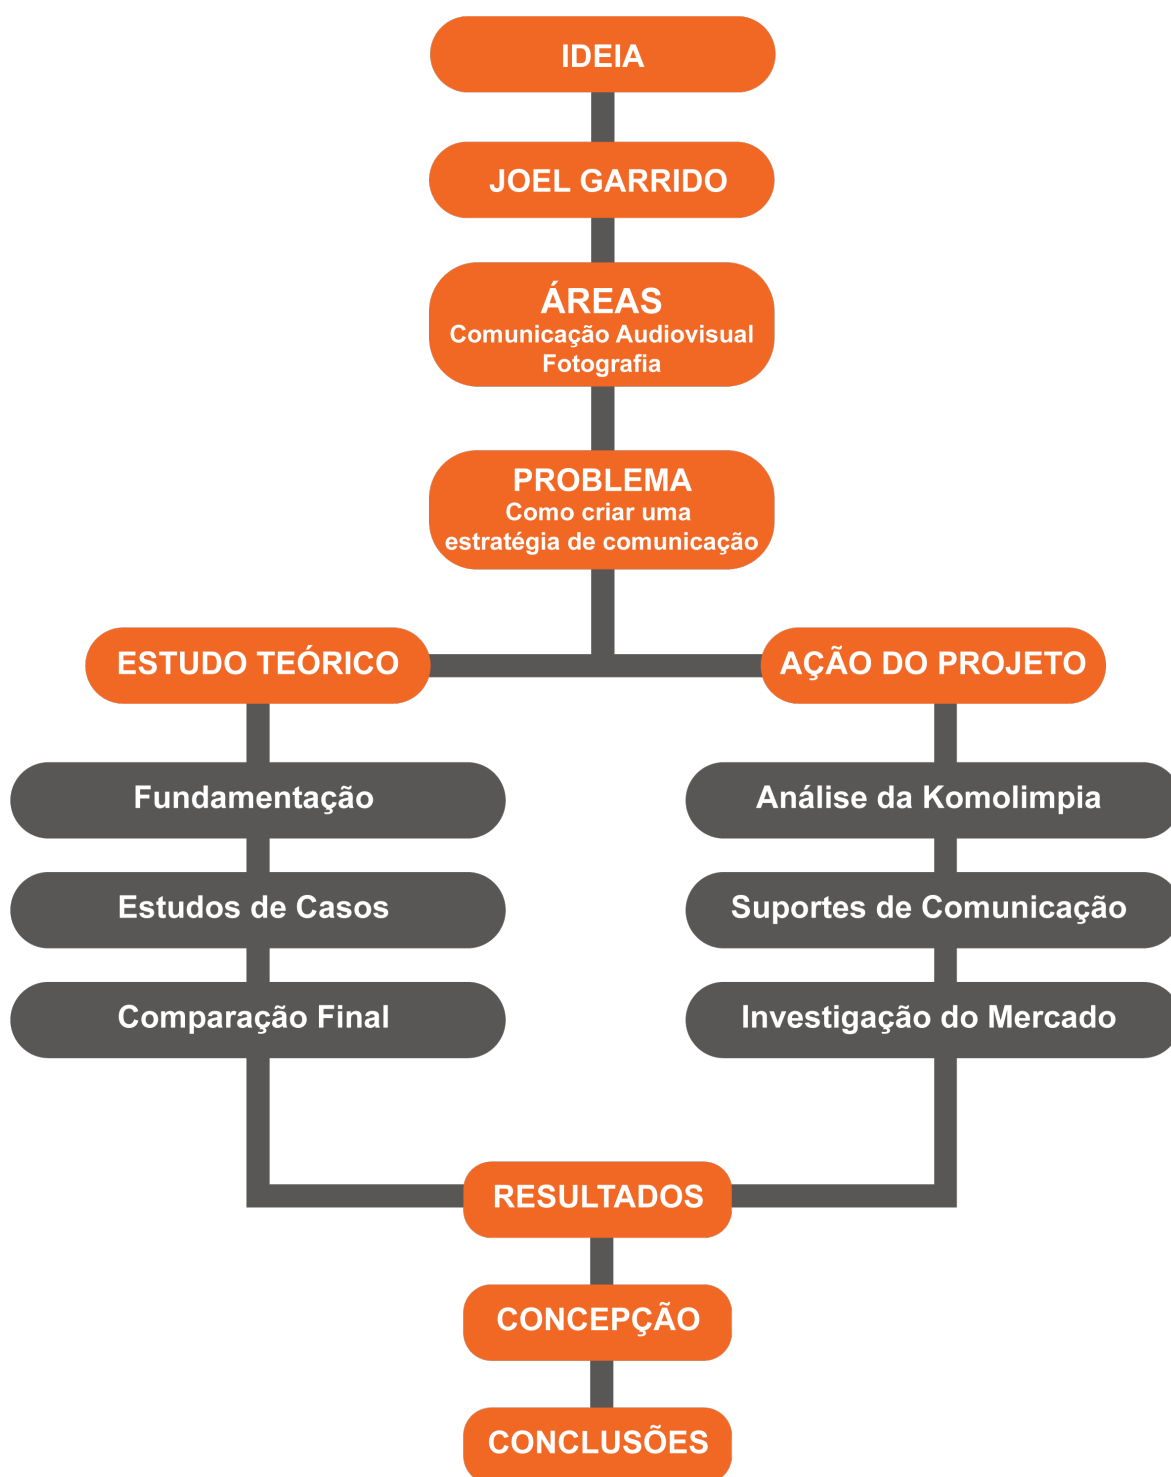 IDEIA
JOEL GARRIDO
ÁREAS
Comunicação Audiovisual
Fotografia
PROBLEMA
Como criar uma
estratégia de comunicação
ESTUDO TEÓRICO
Fundamentação
Estudos de Casos
Comparação Final
AÇÃO DO PROJETO
Análise da Komolimpia
Suportes de Comunicação
Investigação do Mercado
RESULTADOS
CONCEPÇÃO
CONCLUSÕES